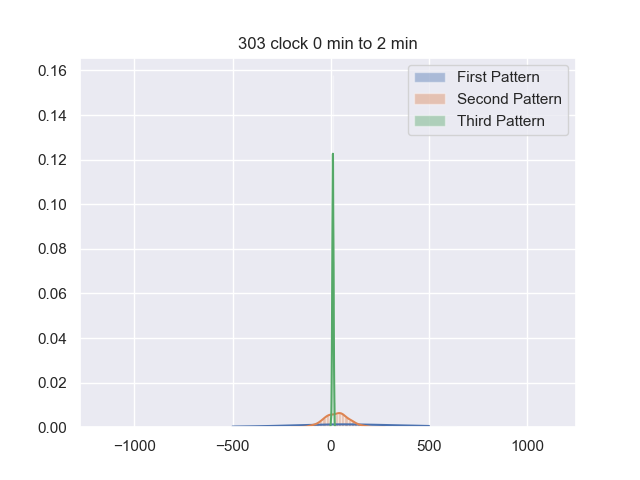 303 clock 0 min to 2 min
First Pattern
Second Pattern
Third Pattern
0.16
0.14
0.12
0.10
0.08
0.06
0.04
0.02
0.00
−1000 −500 0 500 1000